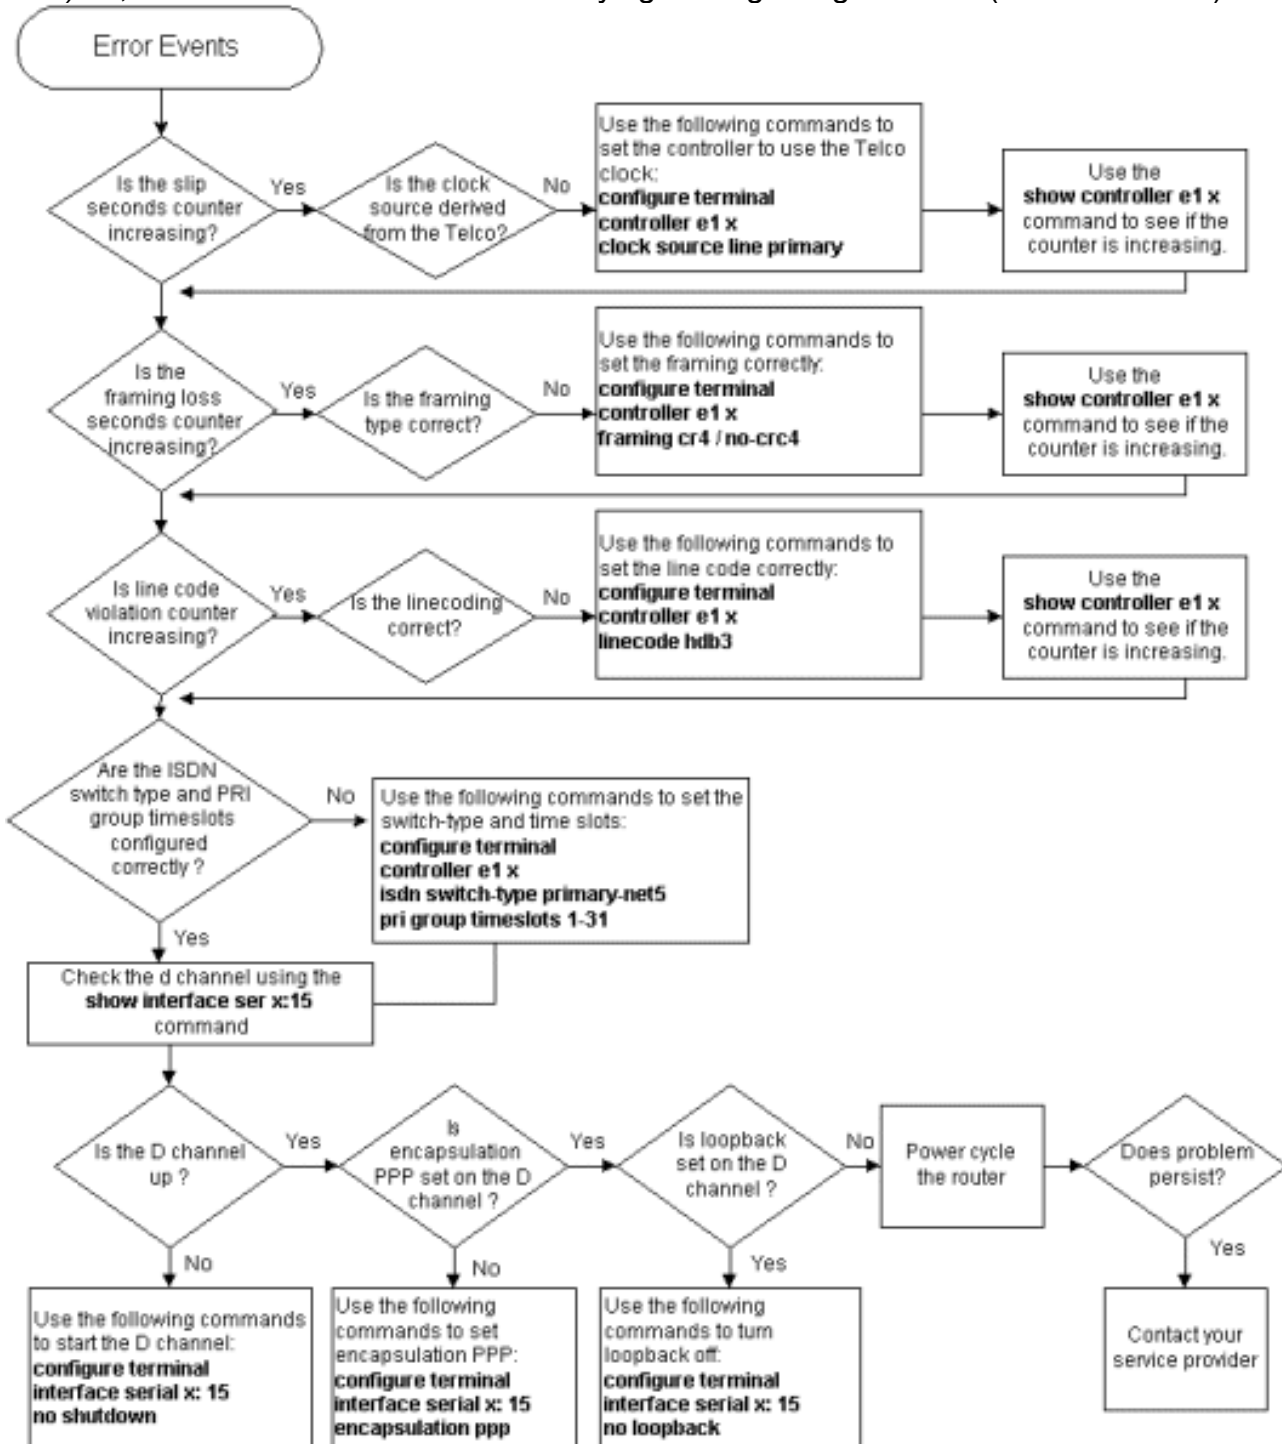 Error Events
Is the slip
seconds counter
increasing?
Yes
Is the clock
source derived
from the Telco?
No
Use the following commands to
set the controller to use the Telco
clock:
configure terminal
controller e1 x
clock source line primary
Use the
show controller e1 x
command to see if the
counter is increasing.
Is the
framing loss
seconds counter
increasing?
Yes
Is the framing
type correct?
No
Use the following commands to
set the framing correctly:
configure terminal
controller e1 x
framing cr4 / no-crc4
Use the
show controller e1 x
command to see if the
counter is increasing.
Is line code
violation counter
increasing?
Yes
Is the linecoding
correct?
No
Use the following commands to
set the line code correctly:
configure terminal
controller e1 x
linecode hdb3
Use the
show controller e1 x
command to see if the
counter is increasing.
Are the ISDN
switch type and PRI
group timeslots
configured
correctly ?
No
Use the following commands to set the
switch-type and time slots:
configure terminal
controller e1 x
isdn switch-type primary-net5
pri group timeslots 1-31
Yes
Check the d channel using the
show interface ser x:15
command
Is the D channel
up ?
Yes
Is
encapsulation
PPP set on the D
channel ?
Yes
Is loopback
set on the D
channel ?
No
Power cycle
the router
Does problem
persist?
No
Use the following commands
to start the D channel:
configure terminal
interface serial x: 15
no shutdown
No
Use the following
commands to set
encapsulation PPP:
configure terminal
interface serial x: 15
encapsulation ppp
Yes
Use the following
commands to turn
loopback off:
configure terminal
interface serial x: 15
no loopback
Yes
Contact your
service provider